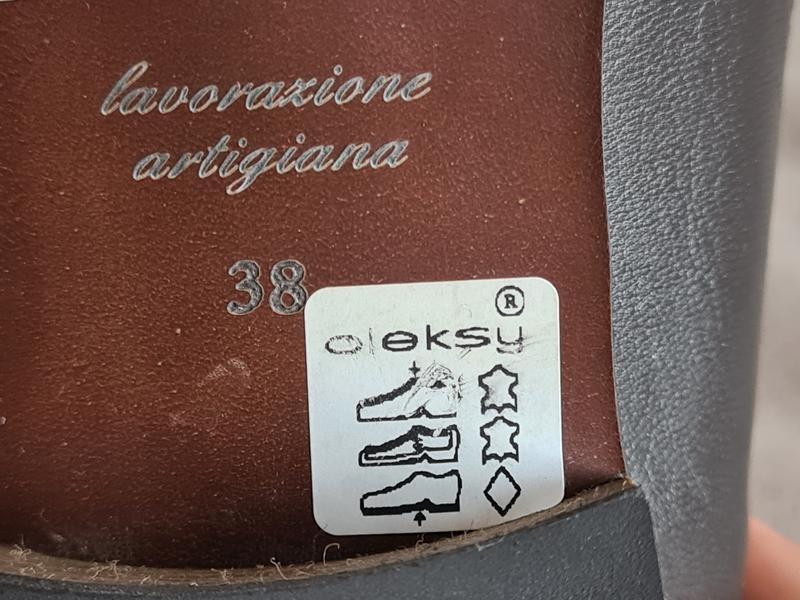 lavorazione
artigiana
38
®
oleksy